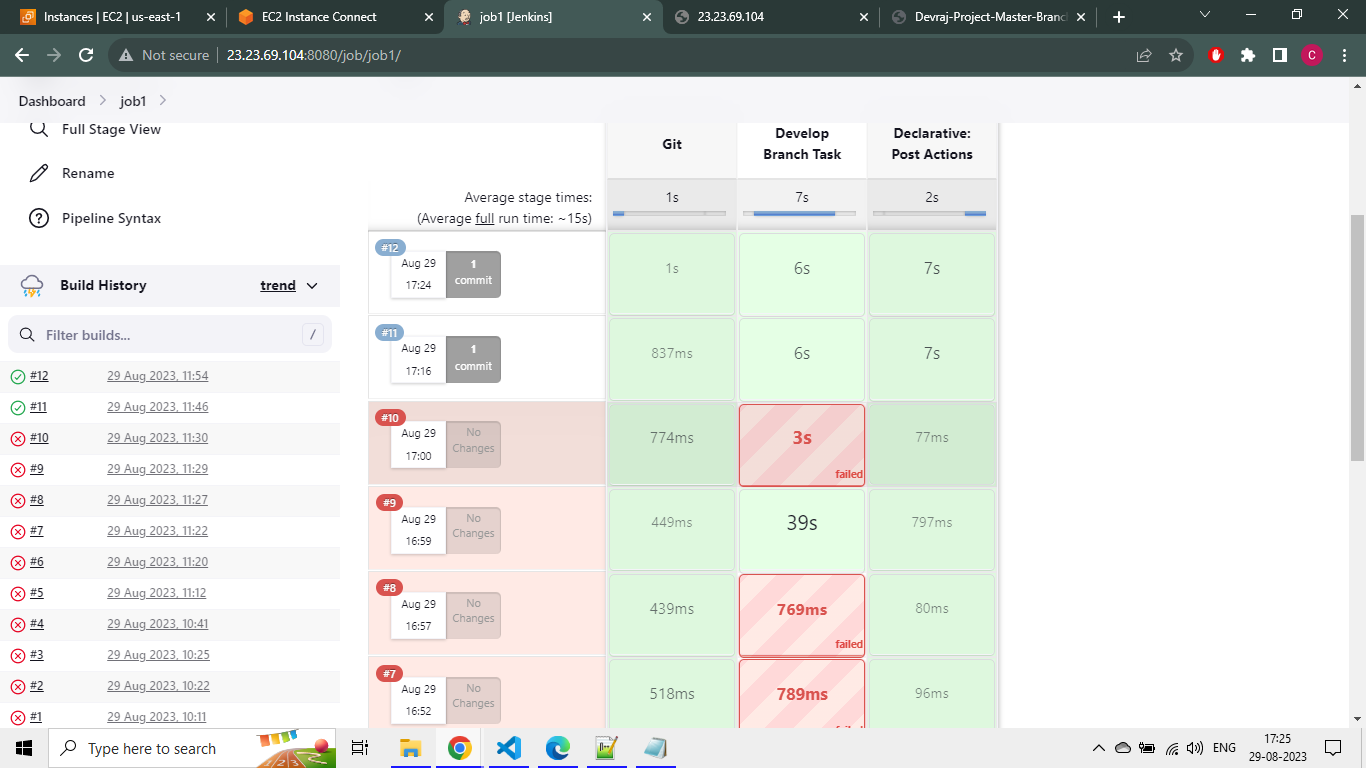 Instances | EC2 | us-east-1
EC2 Instance Connect
job1 [Jenkins]
23.23.69.104
Devraj-Project-Master-Branc
Not secure
23.23.69.104:8080/job/job1/
C
Dashboard
job1
Full Stage View
Rename
Pipeline Syntax
Build History
trend
Filter builds...
/
#12 29 Aug 2023, 11:54
#11 29 Aug 2023, 11:46
#10 29 Aug 2023, 11:30
#9 29 Aug 2023, 11:29
#8 29 Aug 2023, 11:27
#7 29 Aug 2023, 11:22
#6 29 Aug 2023, 11:20
#5 29 Aug 2023, 11:12
#4 29 Aug 2023, 10:41
#3 29 Aug 2023, 10:25
#2 29 Aug 2023, 10:22
#1 29 Aug 2023, 10:11
Git
Develop
Branch Task
Declarative:
Post Actions
Average stage times:
(Average full run time: ~15s)
1s
7s
2s
#12
Aug 29
17:24
1
commit
1s
6s
7s
#11
Aug 29
17:16
1
commit
837ms
6s
7s
#10
Aug 29
17:00
No
Changes
774ms
3s
failed
77ms
#9
Aug 29
16:59
No
Changes
449ms
39s
797ms
#8
Aug 29
16:57
No
Changes
439ms
769ms
failed
80ms
#7
Aug 29
16:52
No
Changes
518ms
789ms
failed
96ms
Type here to search
ENG
17:25
29-08-2023